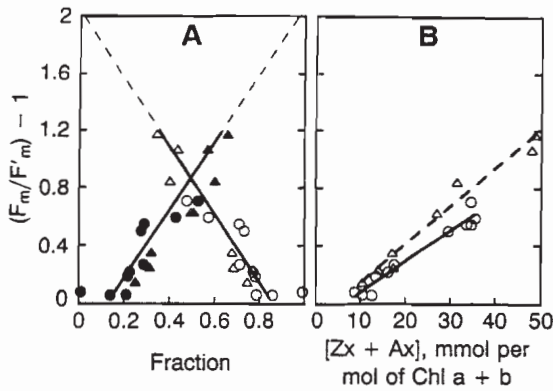 A
B
(Fm/F'm) − 1
2
1.6
1.2
0.8
0.4
0
0 0.2 0.4 0.6 0.8
0 10 20 30 40 50
Fraction
[Zx + Ax], mmol per
mol of Chl a + b